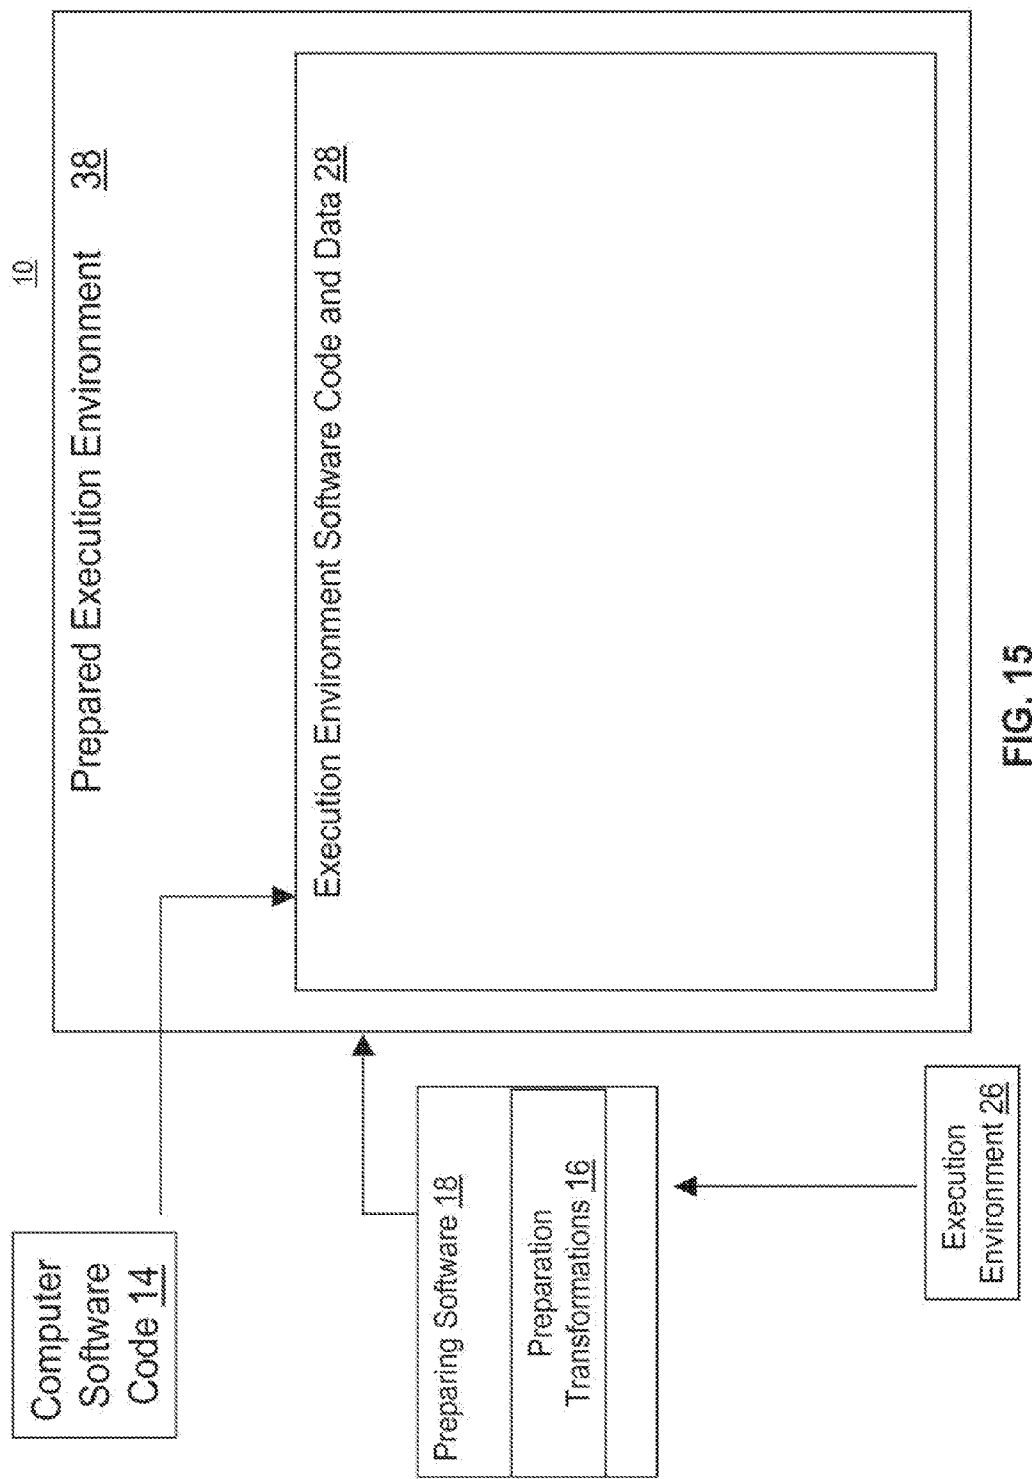 10
Prepared Execution Environment 38
Execution Environment Software Code and Data 28
Computer
Software
Code 14
Preparing Software 18
Preparation
Transformations 16
Execution
Environment 26
FIG. 15